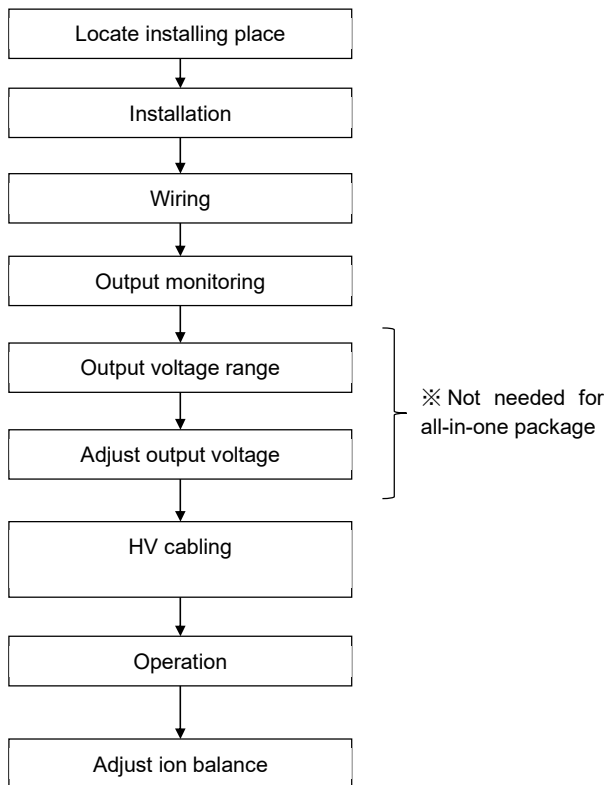 Locate installing place
Installation
Wiring
Output monitoring
Output voltage range
Adjust output voltage
※ Not needed for
all-in-one package
HV cabling
Operation
Adjust ion balance